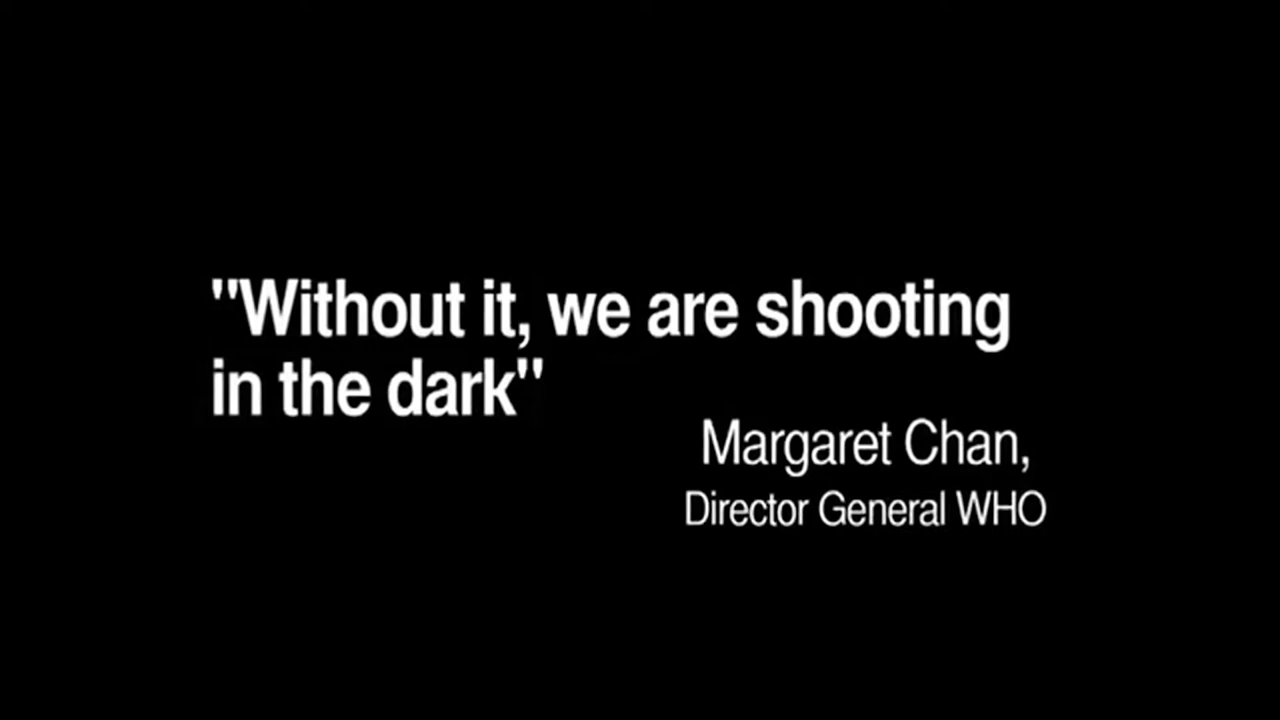 "Without it, we are shooting
in the dark"
Margaret Chan,
Director General WHO